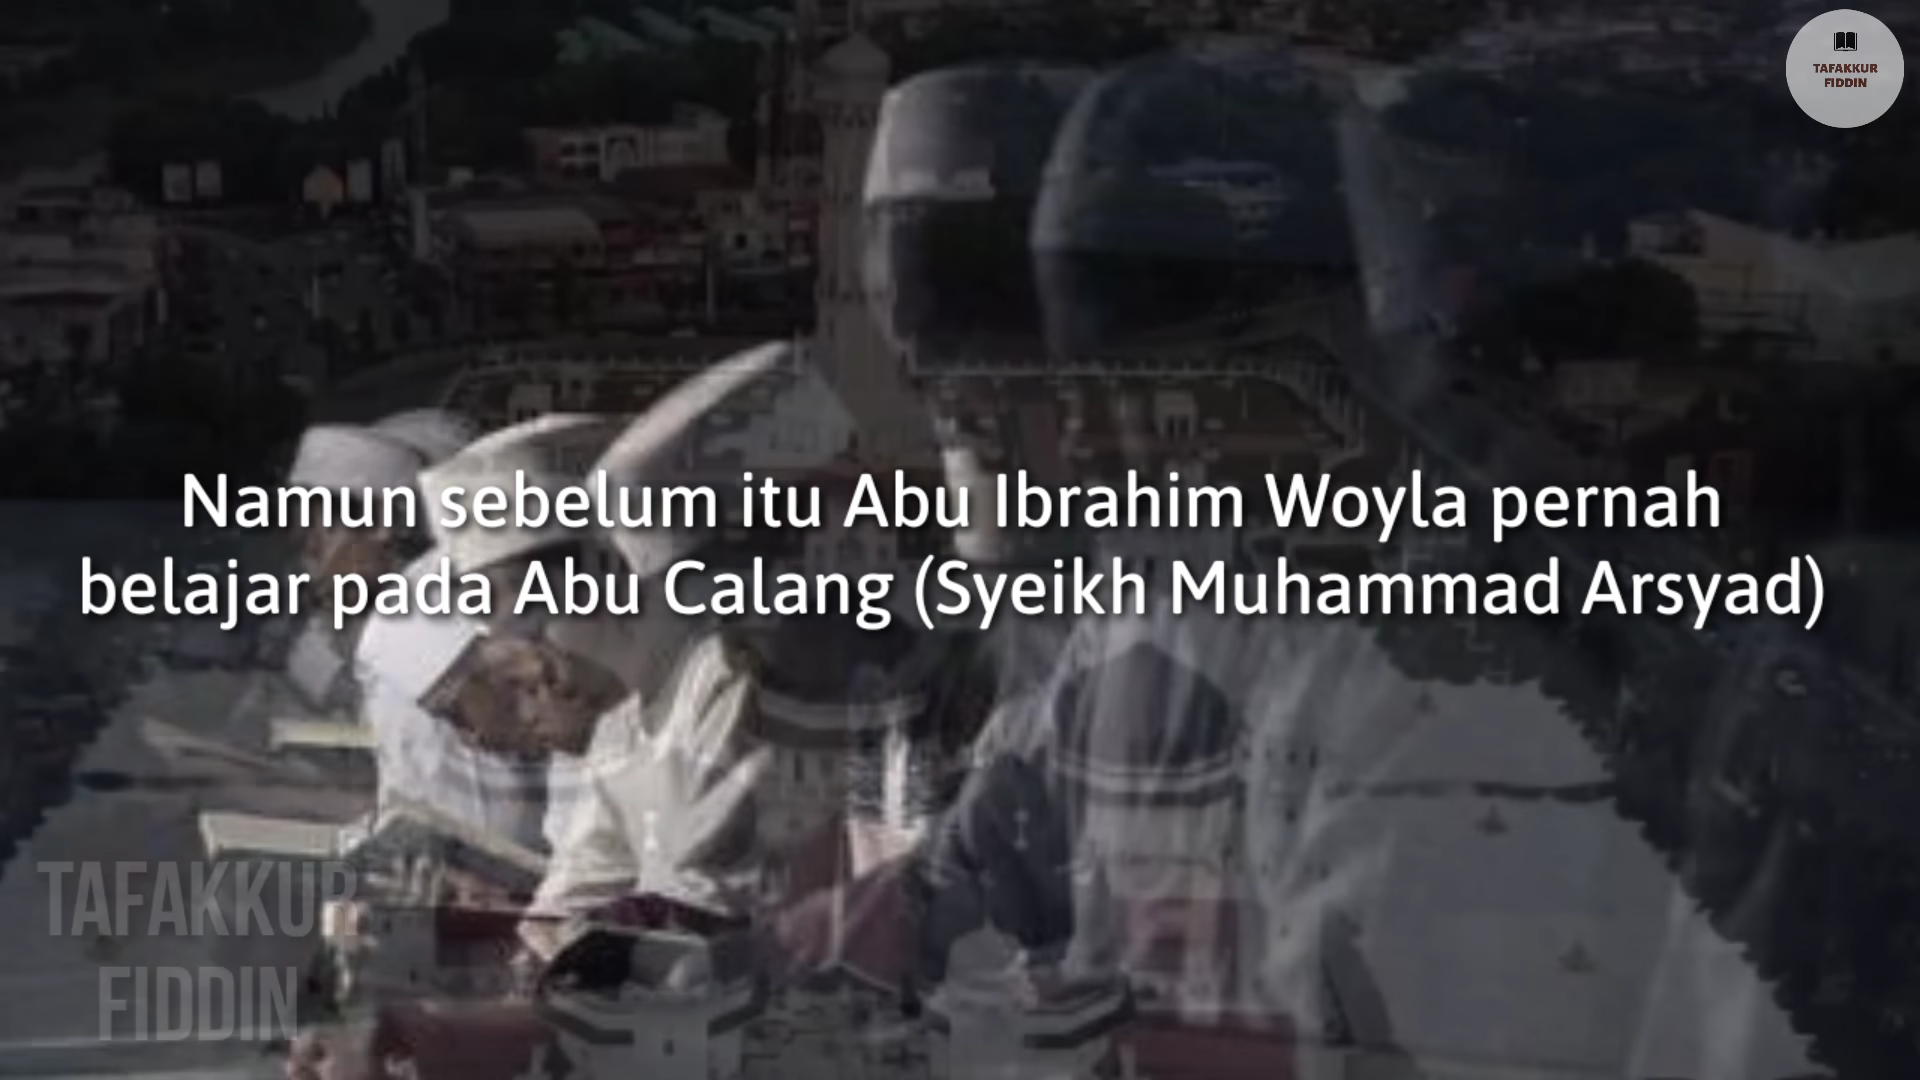 TAFAKKUR
FIDDIN
Namun sebelum itu Abu Ibrahim Woyla pernah
belajar pada Abu Calang (Syeikh Muhammad Arsyad)
TAFAKKUR
FIDDIN